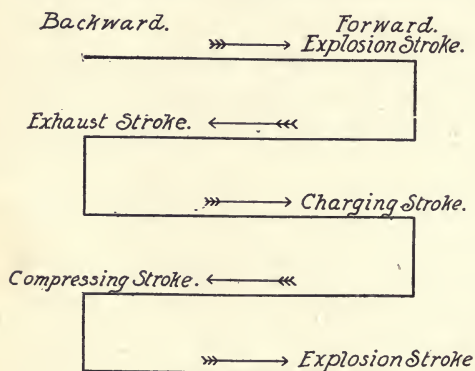 Backward. Forward.
Explosion Stroke.
Exhaust Stroke.
Charging Stroke.
Compressing Stroke.
Explosion Stroke